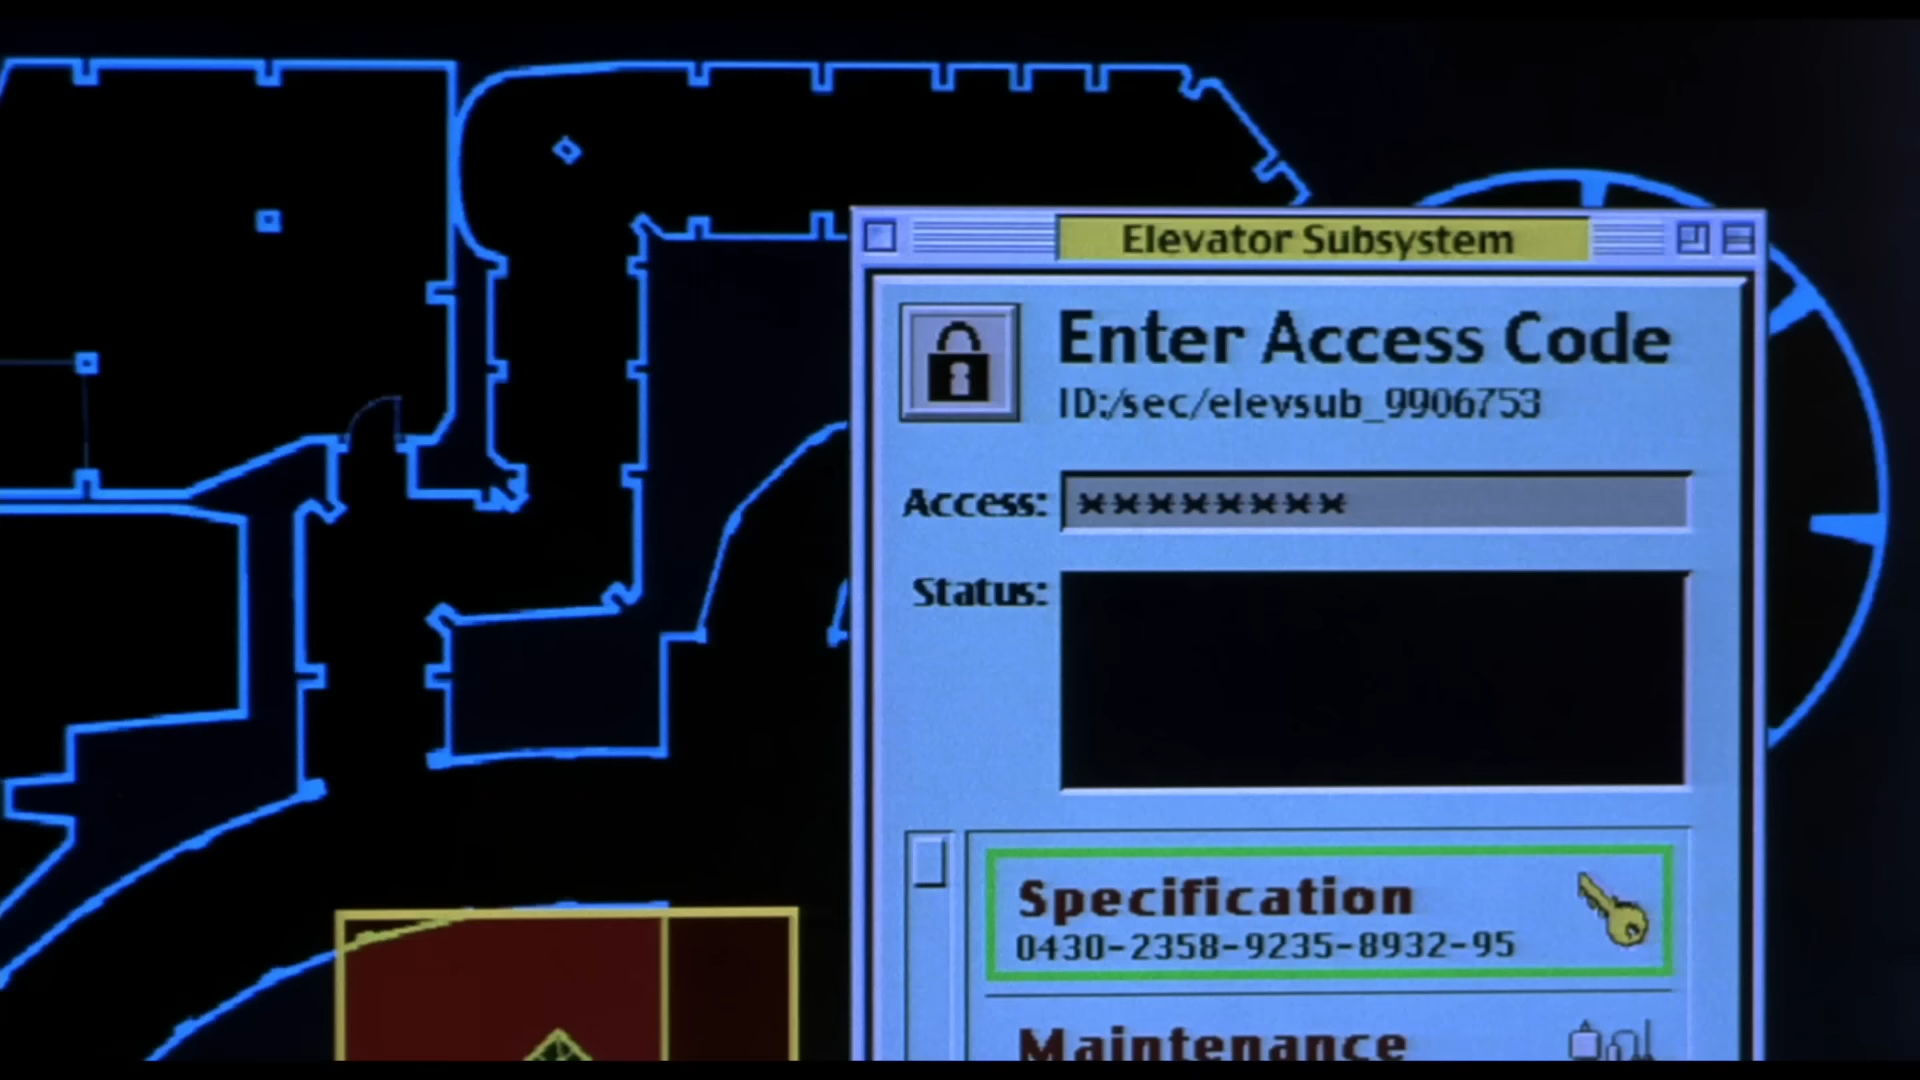 Elevator Subsystem
Enter Access Code
ID:/sec/elevsub_9906753
Access: ********
Status:
Specification
0430-2358-9235-8932-95
Maintenance